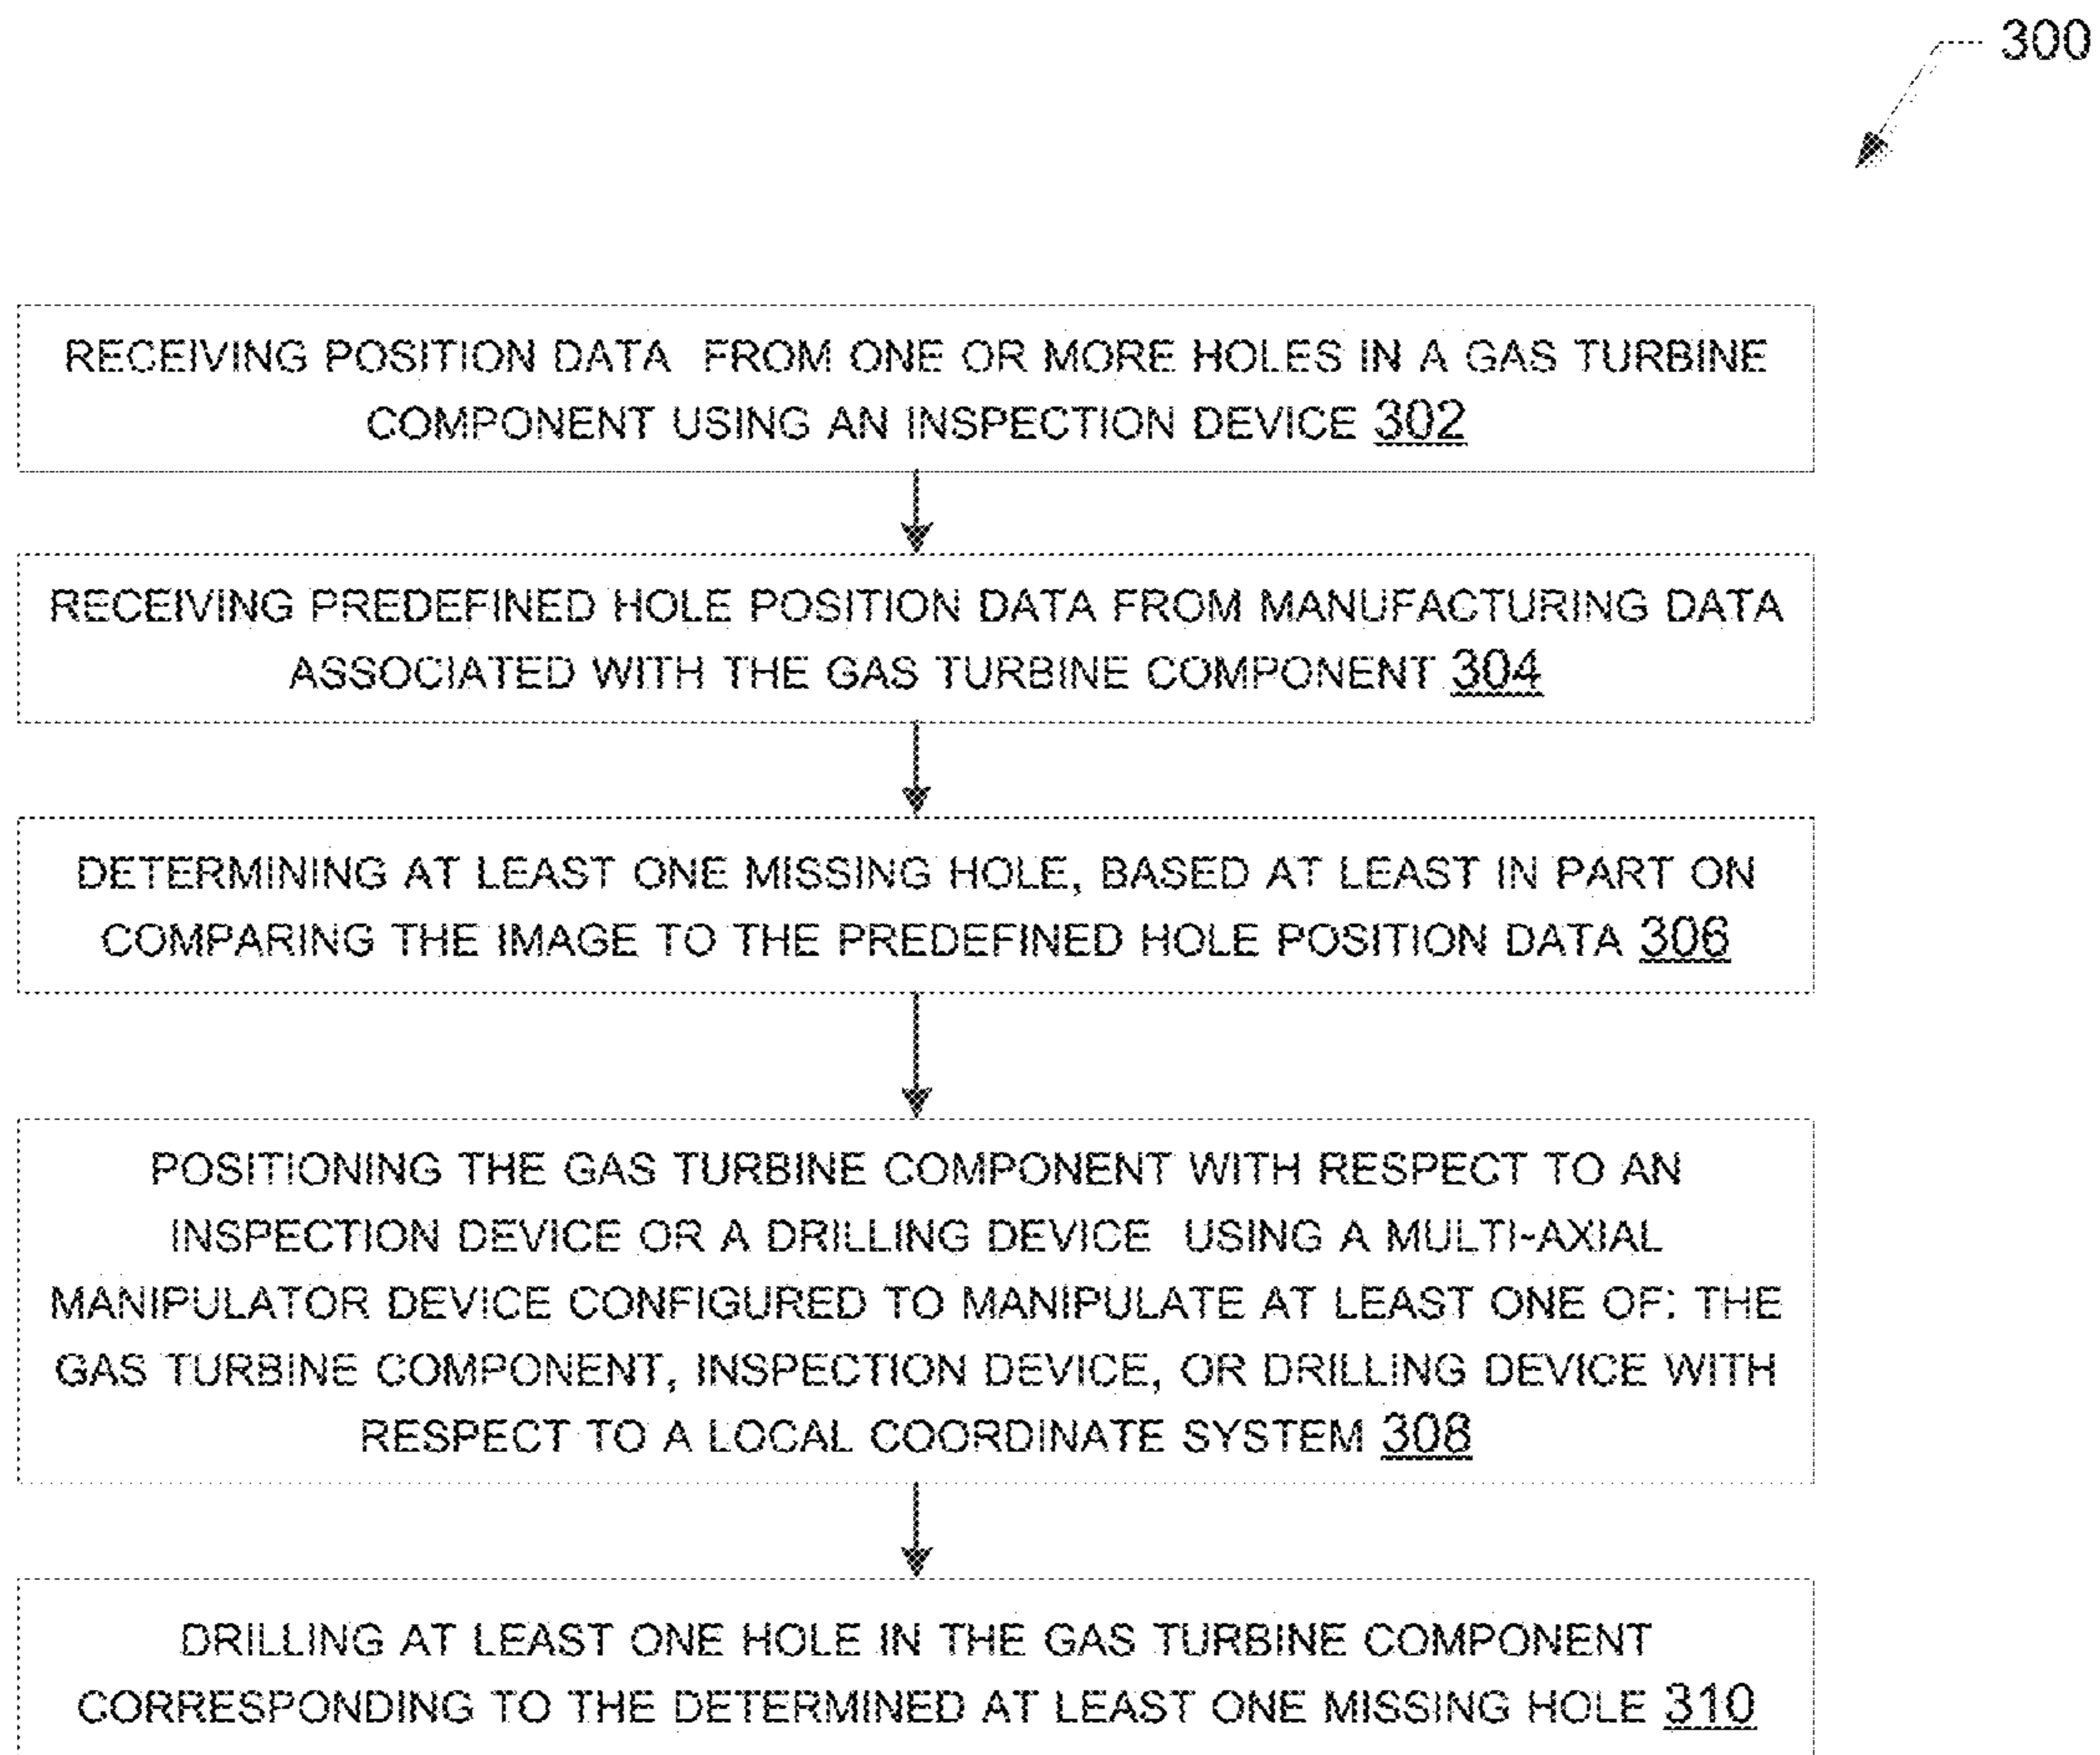 300
RECEIVING POSITION DATA FROM ONE OR MORE HOLES IN A GAS TURBINE
COMPONENT USING AN INSPECTION DEVICE 302
RECEIVING PREDEFINED HOLE POSITION DATA FROM MANUFACTURING DATA
ASSOCIATED WITH THE GAS TURBINE COMPONENT 304
DETERMINING AT LEAST ONE MISSING HOLE, BASED AT LEAST IN PART ON
COMPARING THE IMAGE TO THE PREDEFINED HOLE POSITION DATA 306
POSITIONING THE GAS TURBINE COMPONENT WITH RESPECT TO AN
INSPECTION DEVICE OR A DRILLING DEVICE USING A MULTI-AXIAL
MANIPULATOR DEVICE CONFIGURED TO MANIPULATE AT LEAST ONE OF: THE
GAS TURBINE COMPONENT, INSPECTION DEVICE, OR DRILLING DEVICE WITH
RESPECT TO A LOCAL COORDINATE SYSTEM 308
DRILLING AT LEAST ONE HOLE IN THE GAS TURBINE COMPONENT
CORRESPONDING TO THE DETERMINED AT LEAST ONE MISSING HOLE 310